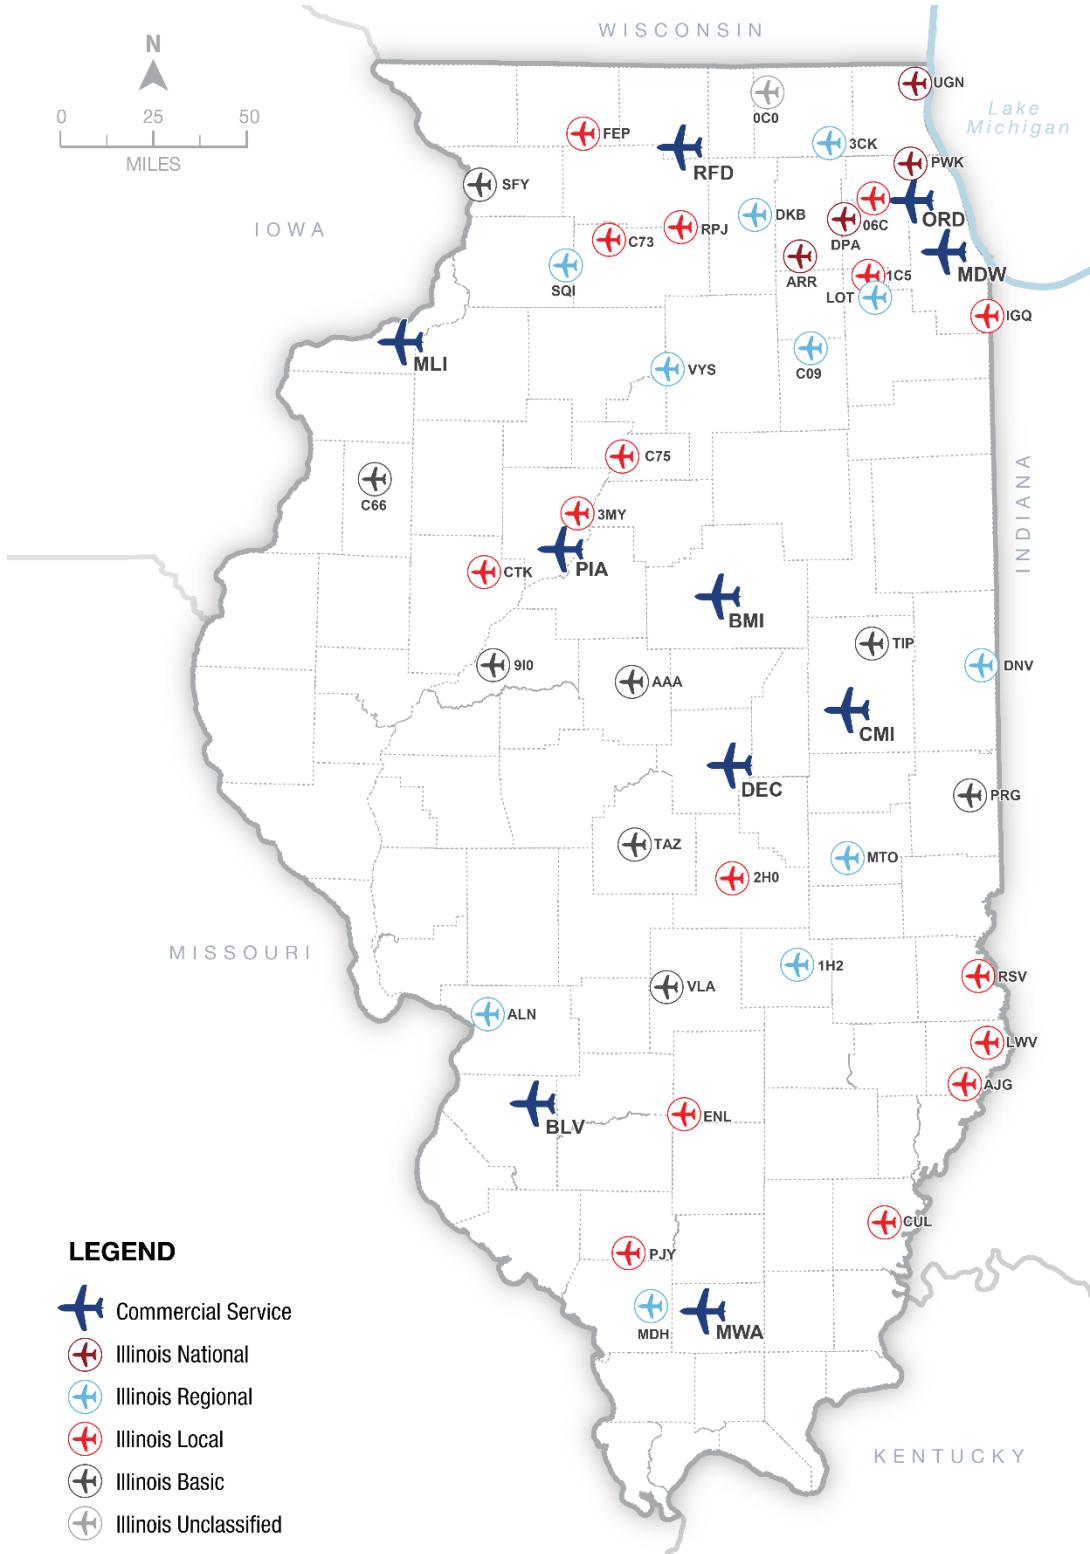 WISCONSIN
N
0 25 50
MILES
UGN
Lake
Michigan
0C0
FEP
3CK
RFD
PWK
SFY
ORD
DKB
06C
IOWA
RPJ
C73
DPA
MDW
ARR
1C5
SQI
LOT
IGQ
MLI
VYS
C09
C75
INDIANA
C66
3MY
PIA
CTK
BMI
TIP
9I0
DNV
AAA
CMI
DEC
PRG
TAZ
MTO
2H0
MISSOURI
1H2
RSV
VLA
ALN
LWV
AJG
ENL
BLV
CUL
LEGEND
PJY
Commercial Service
MDH
MWA
Illinois National
Illinois Regional
Illinois Local
KENTUCKY
Illinois Basic
Illinois Unclassified